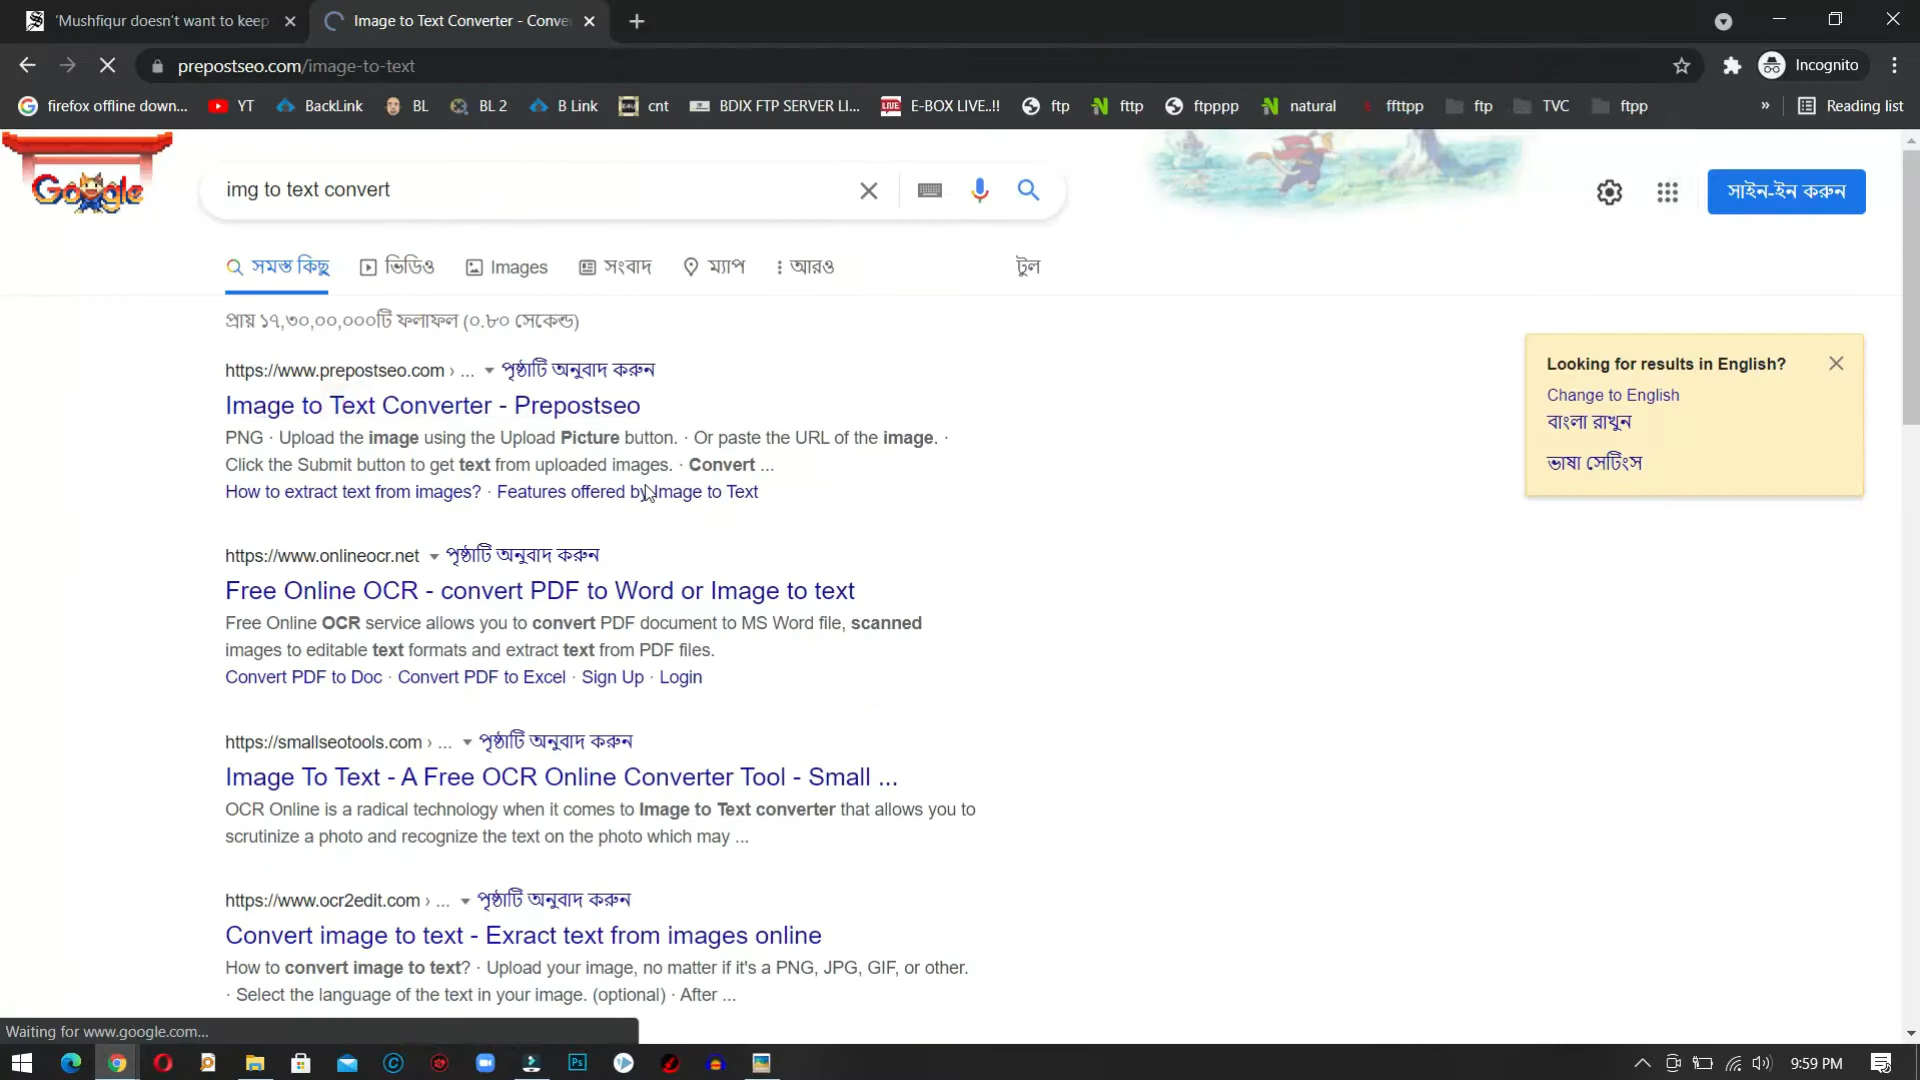 'Mushfiqur doesn't want to keep
Image to Text Converter - Conve
prepostseo.com/image-to-text
Incognito
firefox offline down...
YT
BackLink
BL
BL 2
B Link
cnt
BDIX FTP SERVER LI...
E-BOX LIVE..!!
ftp
fttp
ftpppp
natural
ffttpp
ftp
TVC
ftpp
»
Reading list
Google
img to text convert
সাইন-ইন করুন
সমস্ত কিছু
ভিডিও
Images
সংবাদ
ম্যাপ
আরও
টুল
প্রায় ১৭,৩০,০০,০০০টি ফলাফল (০.৮০ সেকেন্ড)
https://www.prepostseo.com › ... পৃষ্ঠাটি অনুবাদ করুন
Image to Text Converter - Prepostseo
PNG · Upload the image using the Upload Picture button. · Or paste the URL of the image. ·
Click the Submit button to get text from uploaded images. · Convert ...
How to extract text from images? · Features offered by Image to Text
Looking for results in English?
Change to English
বাংলা রাখুন
ভাষা সেটিংস
https://www.onlineocr.net পৃষ্ঠাটি অনুবাদ করুন
Free Online OCR - convert PDF to Word or Image to text
Free Online OCR service allows you to convert PDF document to MS Word file, scanned
images to editable text formats and extract text from PDF files.
Convert PDF to Doc · Convert PDF to Excel · Sign Up · Login
https://smallseotools.com › ... পৃষ্ঠাটি অনুবাদ করুন
Image To Text - A Free OCR Online Converter Tool - Small ...
OCR Online is a radical technology when it comes to Image to Text converter that allows you to
scrutinize a photo and recognize the text on the photo which may ...
https://www.ocr2edit.com › ... পৃষ্ঠাটি অনুবাদ করুন
Convert image to text - Exract text from images online
How to convert image to text? · Upload your image, no matter if it's a PNG, JPG, GIF, or other.
· Select the language of the text in your image. (optional) · After ...
Waiting for www.google.com...
9:59 PM